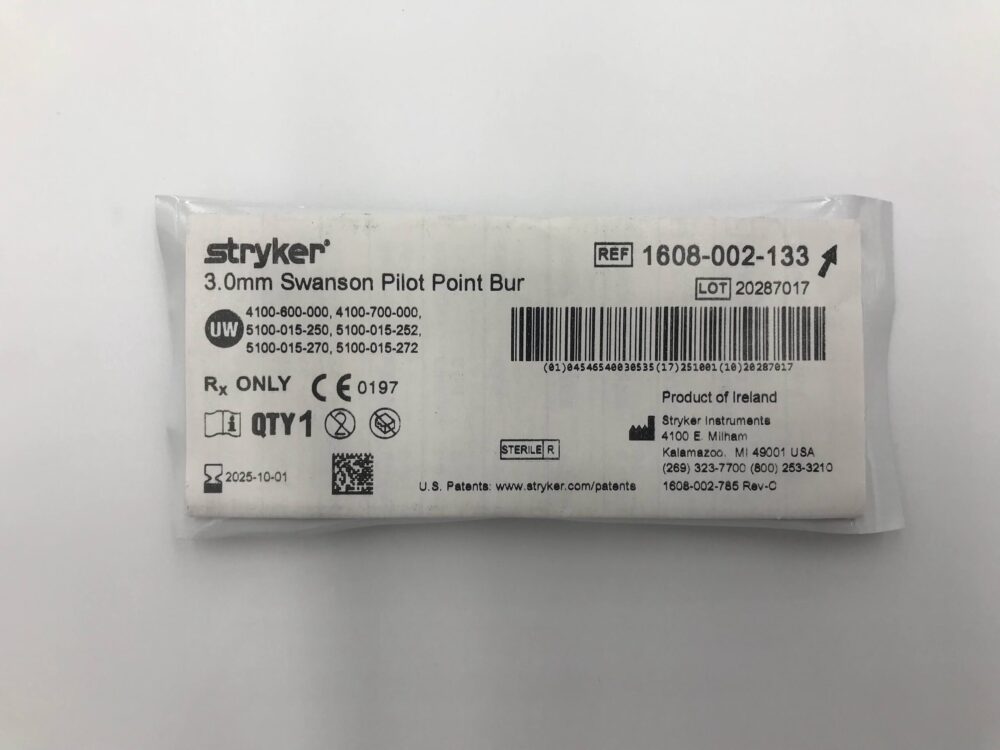 stryker®
3.0mm Swanson Pilot Point Bur
REF 1608-002-133
LOT 20287017
UW
4100-600-000, 4100-700-000,
5100-015-250, 5100-015-252,
5100-015-270, 5100-015-272
(01)04546540030535(17)251001(10)20287017
Rx ONLY CE 0197
i QTY 1 2
2025-10-01
STERILE R
U.S. Patents: www.stryker.com/patents
Product of Ireland
Stryker Instruments
4100 E. Milham
Kalamazoo, MI 49001 USA
(269) 323-7700 (800) 253-3210
1608-002-785 Rev-C